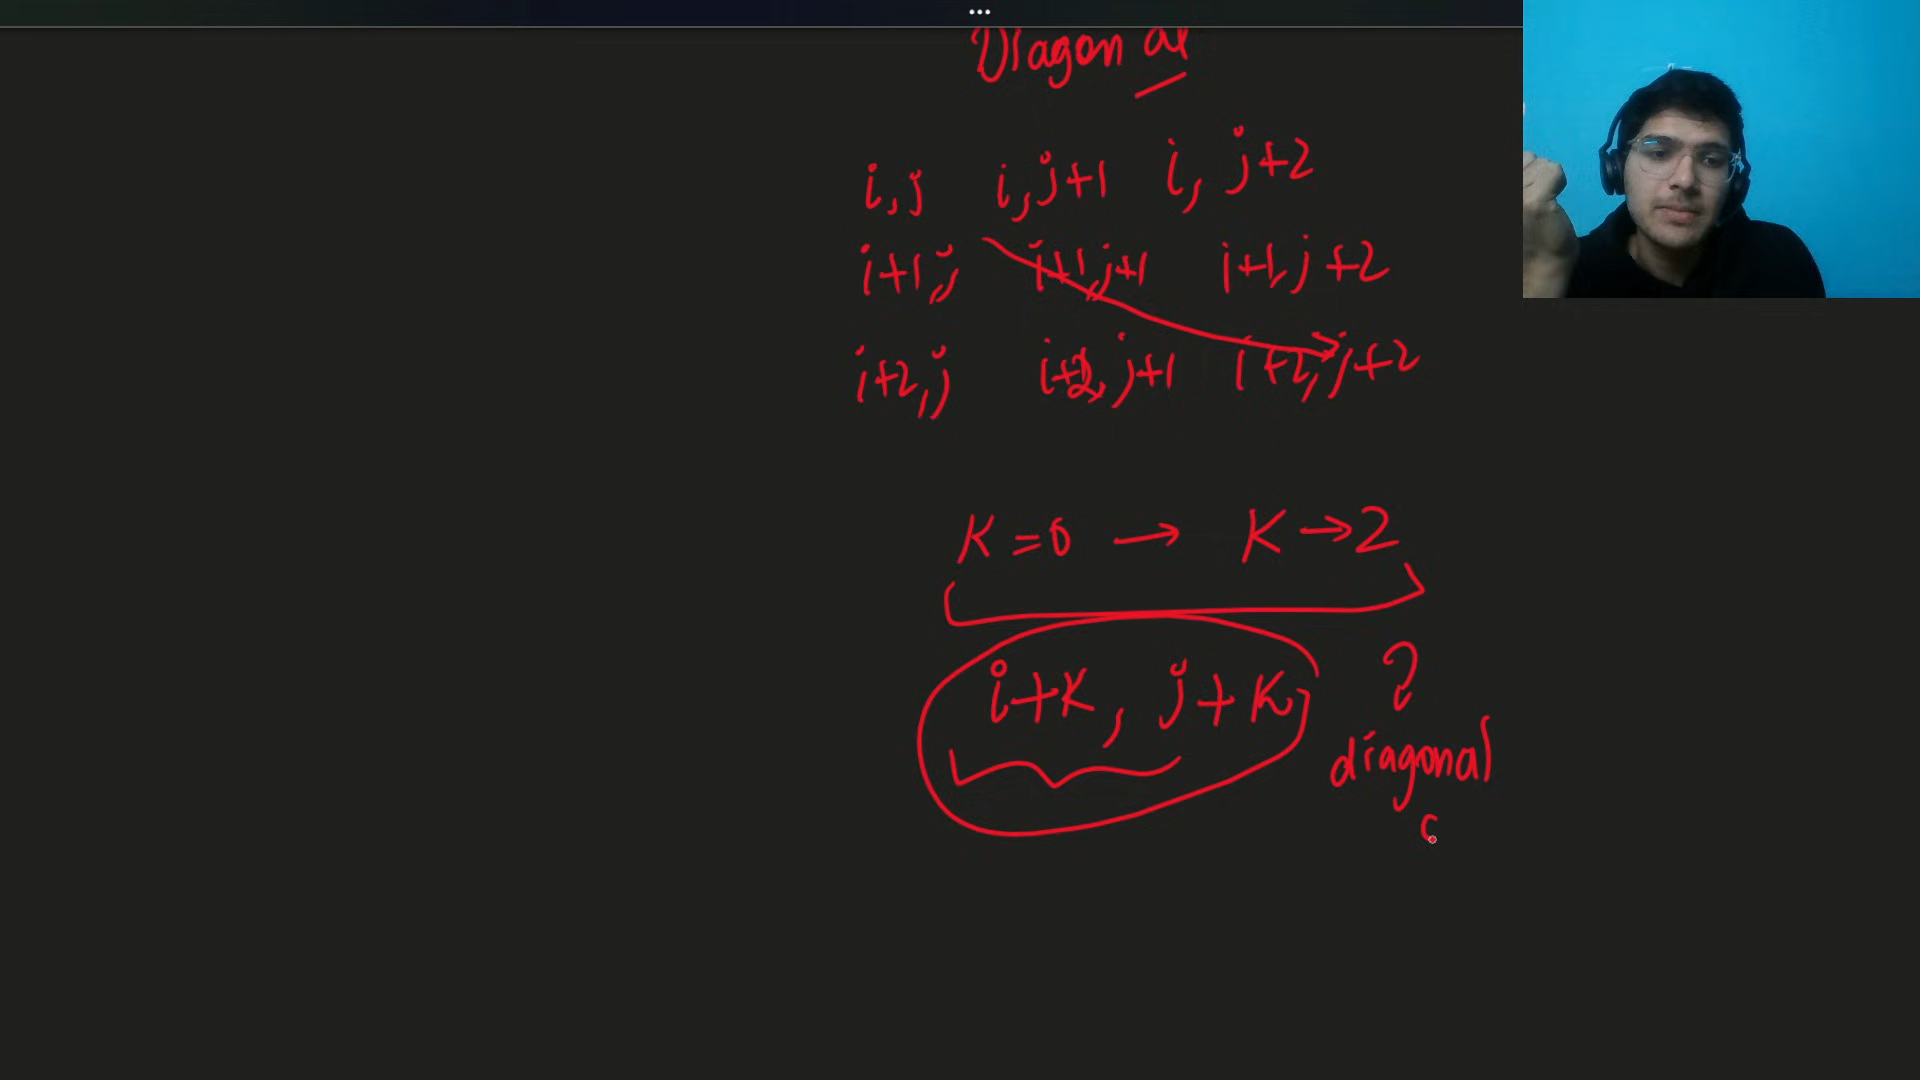 Diagonal
i,j i,j+1 i,j+2
i+1,j i+1,j+1 i+1,j+2
i+2,j i+2,j+1 i+2,j+2
K=0 → K→2
i+K, j+K ?
diagonal
c